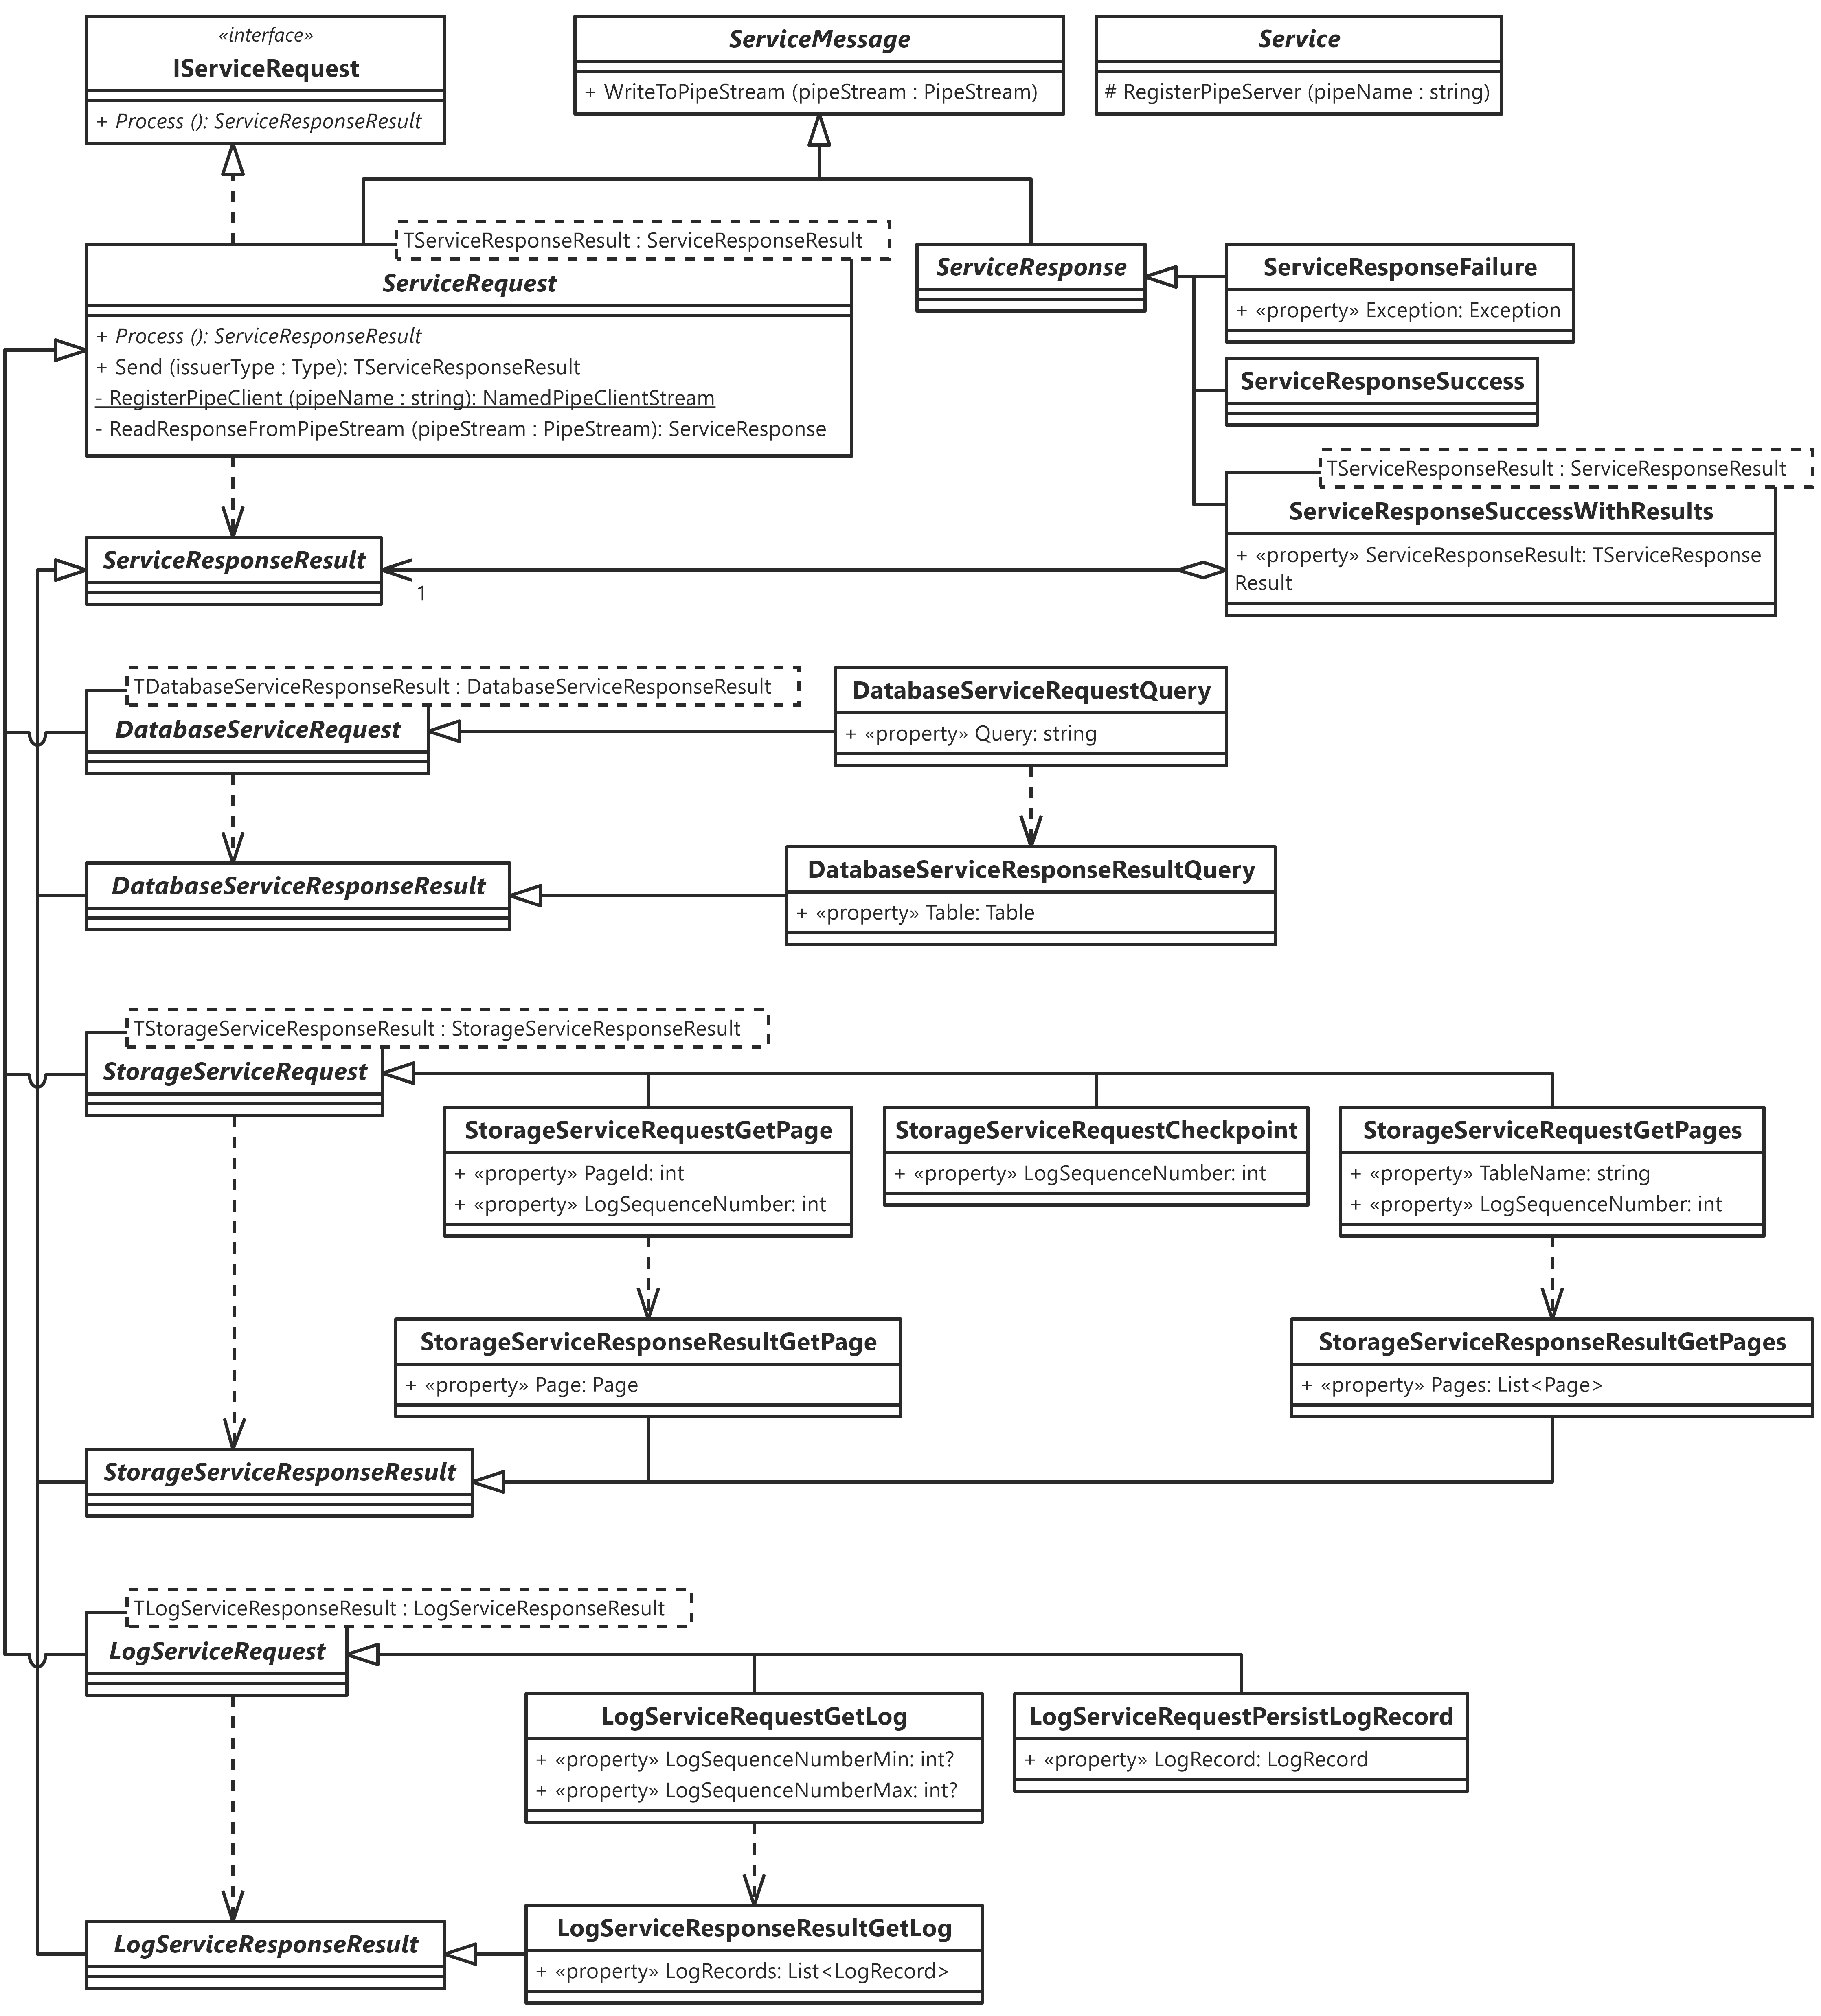 «interface»
IServiceRequest
+ Process (): ServiceResponseResult
ServiceMessage
+ WriteToPipeStream (pipeStream : PipeStream)
Service
# RegisterPipeServer (pipeName : string)
TServiceResponseResult : ServiceResponseResult
ServiceRequest
+ Process (): ServiceResponseResult
+ Send (issuerType : Type): TServiceResponseResult
- RegisterPipeClient (pipeName : string): NamedPipeClientStream
- ReadResponseFromPipeStream (pipeStream : PipeStream): ServiceResponse
ServiceResponse
ServiceResponseFailure
+ «property» Exception: Exception
ServiceResponseSuccess
TServiceResponseResult : ServiceResponseResult
ServiceResponseSuccessWithResults
+ «property» ServiceResponseResult: TServiceResponse
Result
ServiceResponseResult
1
TDatabaseServiceResponseResult : DatabaseServiceResponseResult
DatabaseServiceRequest
DatabaseServiceRequestQuery
+ «property» Query: string
DatabaseServiceResponseResult
DatabaseServiceResponseResultQuery
+ «property» Table: Table
TStorageServiceResponseResult : StorageServiceResponseResult
StorageServiceRequest
StorageServiceRequestGetPage
+ «property» PageId: int
+ «property» LogSequenceNumber: int
StorageServiceRequestCheckpoint
+ «property» LogSequenceNumber: int
StorageServiceRequestGetPages
+ «property» TableName: string
+ «property» LogSequenceNumber: int
StorageServiceResponseResultGetPage
+ «property» Page: Page
StorageServiceResponseResultGetPages
+ «property» Pages: List<Page>
StorageServiceResponseResult
TLogServiceResponseResult : LogServiceResponseResult
LogServiceRequest
LogServiceRequestGetLog
+ «property» LogSequenceNumberMin: int?
+ «property» LogSequenceNumberMax: int?
LogServiceRequestPersistLogRecord
+ «property» LogRecord: LogRecord
LogServiceResponseResult
LogServiceResponseResultGetLog
+ «property» LogRecords: List<LogRecord>